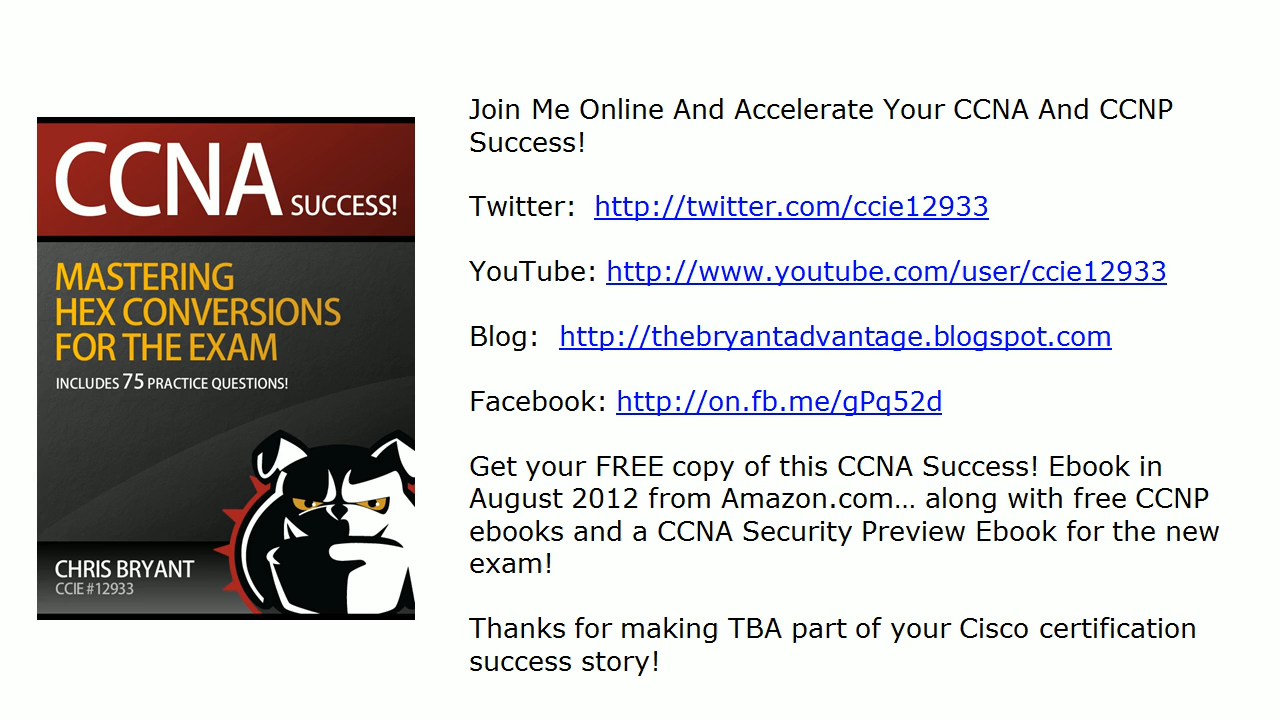 CCNA SUCCESS!
MASTERING
HEX CONVERSIONS
FOR THE EXAM
INCLUDES 75 PRACTICE QUESTIONS!
CHRIS BRYANT
CCIE #12933
Join Me Online And Accelerate Your CCNA And CCNP
Success!
Twitter: http://twitter.com/ccie12933
YouTube: http://www.youtube.com/user/ccie12933
Blog: http://thebryantadvantage.blogspot.com
Facebook: http://on.fb.me/gPq52d
Get your FREE copy of this CCNA Success! Ebook in
August 2012 from Amazon.com… along with free CCNP
ebooks and a CCNA Security Preview Ebook for the new
exam!
Thanks for making TBA part of your Cisco certification
success story!